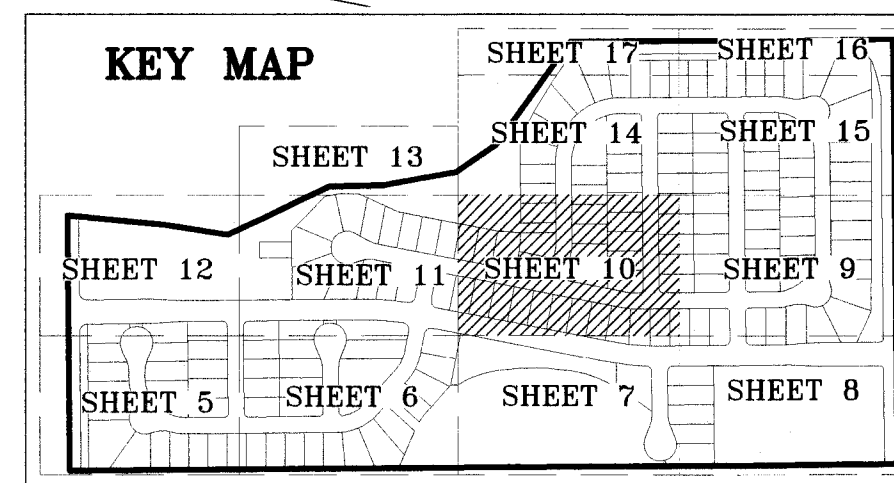 KEY MAP
SHEET 17
SHEET 16
SHEET 14
SHEET 15
SHEET 13
SHEET 12
SHEET 11
SHEET 10
SHEET 9
SHEET 5
SHEET 6
SHEET 7
SHEET 8